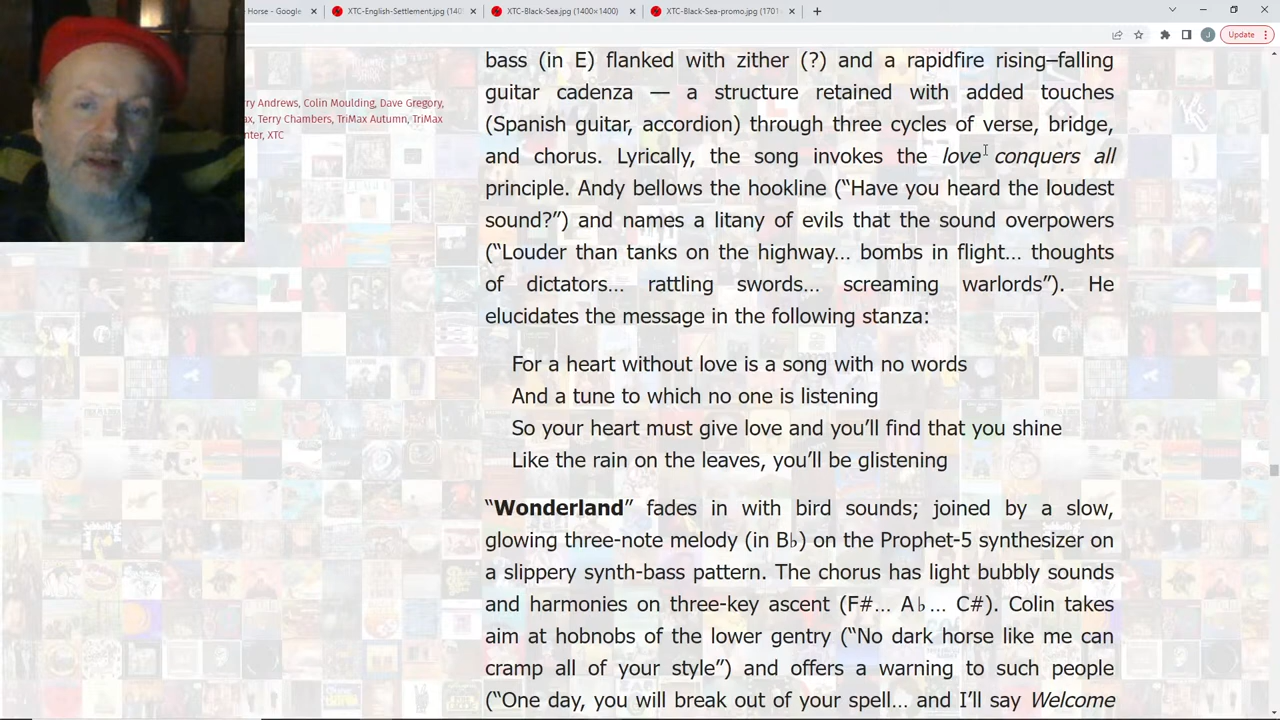 Horse - Google
XTC-English-Settlement.jpg (140
XTC-Black-Sea.jpg (1400×1400)
XTC-Black-Sea-promo.jpg (1701×
J
Update
ry Andrews, Colin Moulding, Dave Gregory,
ax, Terry Chambers, TriMax Autumn, TriMax
nter, XTC
bass (in E) flanked with zither (?) and a rapidfire rising–falling
guitar cadenza — a structure retained with added touches
(Spanish guitar, accordion) through three cycles of verse, bridge,
and chorus. Lyrically, the song invokes the love conquers all
principle. Andy bellows the hookline (“Have you heard the loudest
sound?”) and names a litany of evils that the sound overpowers
(“Louder than tanks on the highway… bombs in flight… thoughts
of dictators… rattling swords… screaming warlords”). He
elucidates the message in the following stanza:
For a heart without love is a song with no words
And a tune to which no one is listening
So your heart must give love and you’ll find that you shine
Like the rain on the leaves, you’ll be glistening
“Wonderland” fades in with bird sounds; joined by a slow,
glowing three-note melody (in B♭) on the Prophet-5 synthesizer on
a slippery synth-bass pattern. The chorus has light bubbly sounds
and harmonies on three-key ascent (F#… A♭… C#). Colin takes
aim at hobnobs of the lower gentry (“No dark horse like me can
cramp all of your style”) and offers a warning to such people
(“One day, you will break out of your spell… and I’ll say Welcome